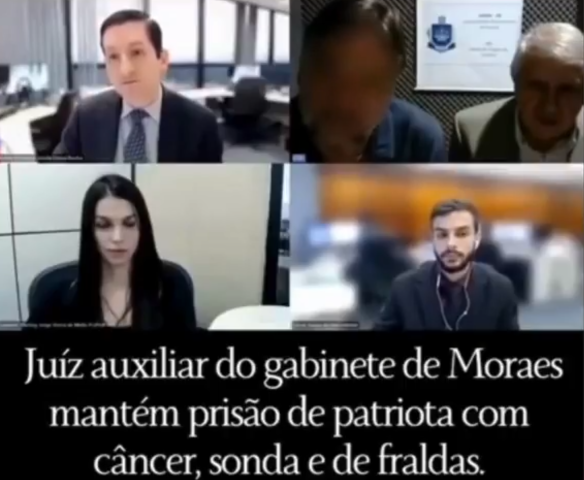 Juíz auxiliar do gabinete de Moraes
mantém prisão de patriota com
câncer, sonda e de fraldas.